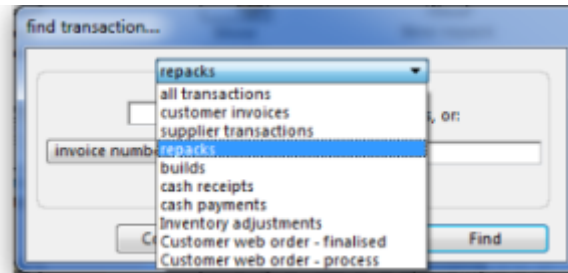 find transaction...
repacks
all transactions
customer invoices
supplier transactions
s, or:
invoice numbe
repacks
builds
cash receipts
cash payments
Inventory adjustments
Customer web order - finalised
Customer web order - process
C
Find